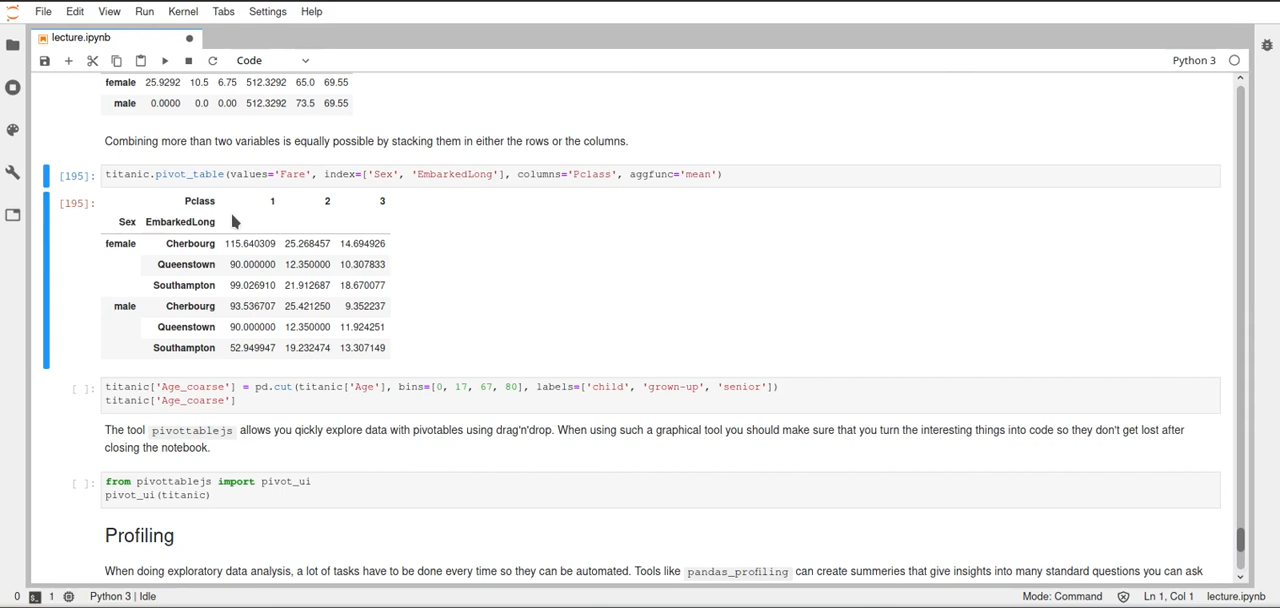 File Edit View Run Kernel Tabs Settings Help
lecture.ipynb
Code
Python 3
female 25.9292 10.5 6.75 512.3292 65.0 69.55
male 0.0000 0.0 0.00 512.3292 73.5 69.55
Combining more than two variables is equally possible by stacking them in either the rows or the columns.
[195]: titanic.pivot_table(values='Fare', index=['Sex', 'EmbarkedLong'], columns='Pclass', aggfunc='mean')
[195]: Pclass 1 2 3
Sex EmbarkedLong
female Cherbourg 115.640309 25.268457 14.694926
Queenstown 90.000000 12.350000 10.307833
Southampton 99.026910 21.912687 18.670077
male Cherbourg 93.536707 25.421250 9.352237
Queenstown 90.000000 12.350000 11.924251
Southampton 52.949947 19.232474 13.307149
[ ]: titanic['Age_coarse'] = pd.cut(titanic['Age'], bins=[0, 17, 67, 80], labels=['child', 'grown-up', 'senior'])
titanic['Age_coarse']
The tool pivottablejs allows you qickly explore data with pivotables using drag'n'drop. When using such a graphical tool you should make sure that you turn the interesting things into code so they don't get lost after
closing the notebook.
[ ]: from pivottablejs import pivot_ui
pivot_ui(titanic)
Profiling
When doing exploratory data analysis, a lot of tasks have to be done every time so they can be automated. Tools like pandas_profiling can create summeries that give insights into many standard questions you can ask
0 1 Python 3 | Idle Mode: Command Ln 1, Col 1 lecture.ipynb